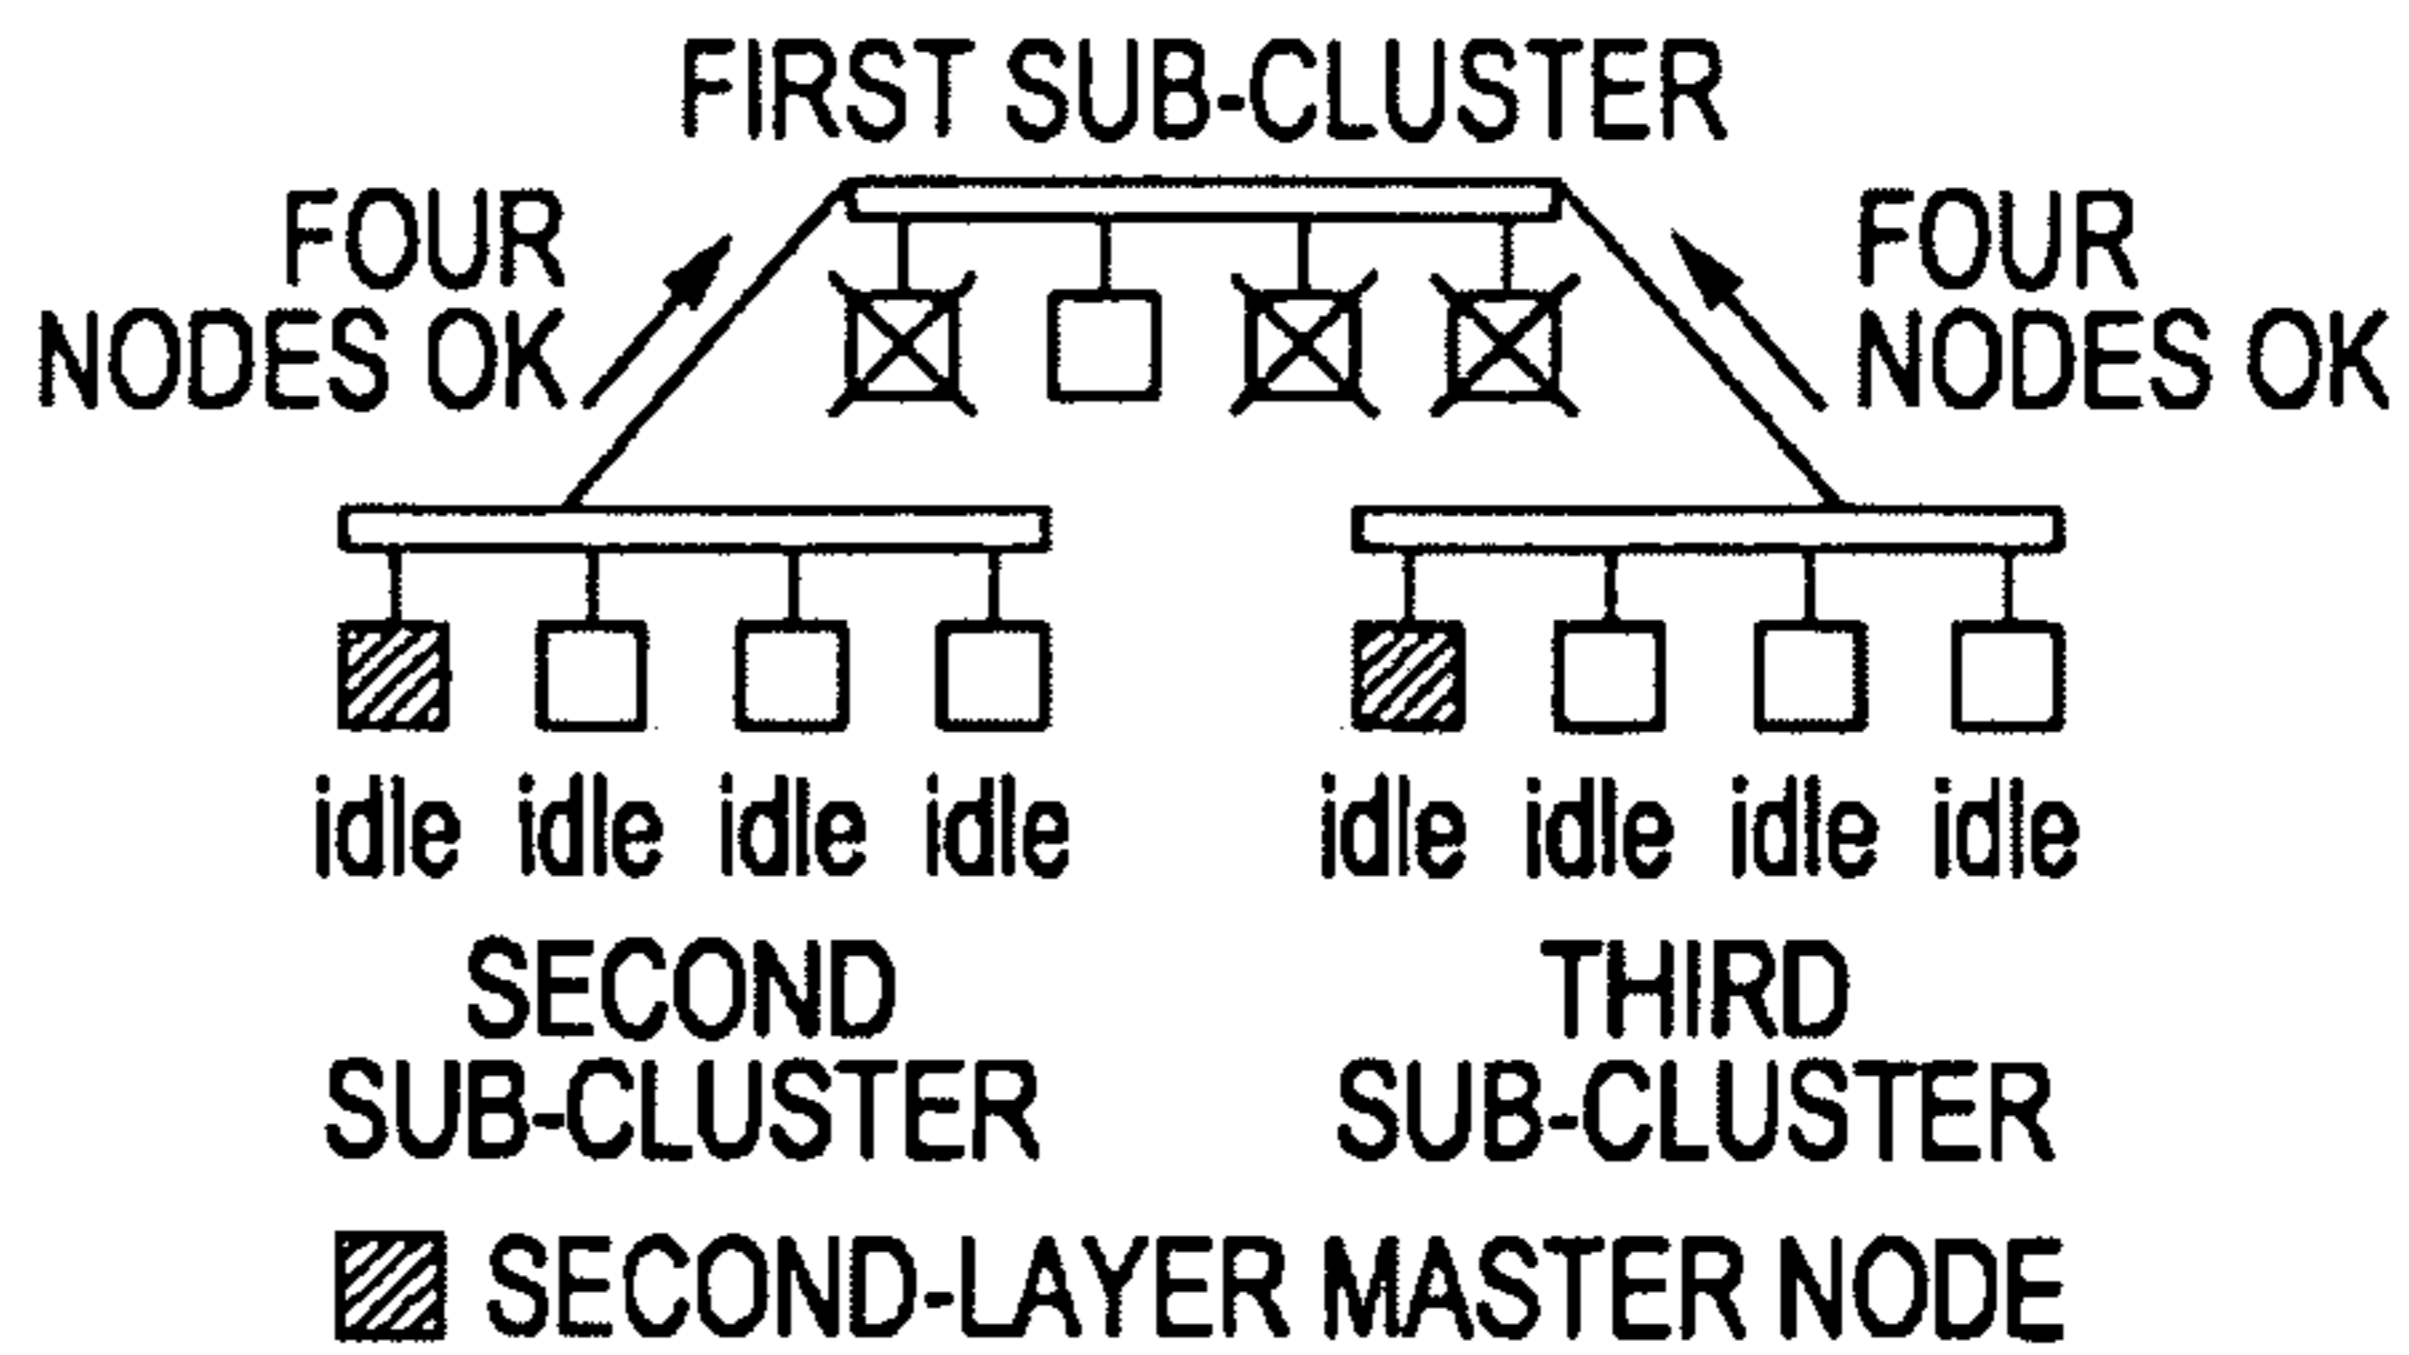 FIRST SUB-CLUSTER
FOUR
NODES OK
FOUR
NODES OK
idle idle idle idle
idle idle idle idle
SECOND
SUB-CLUSTER
THIRD
SUB-CLUSTER
SECOND-LAYER MASTER NODE